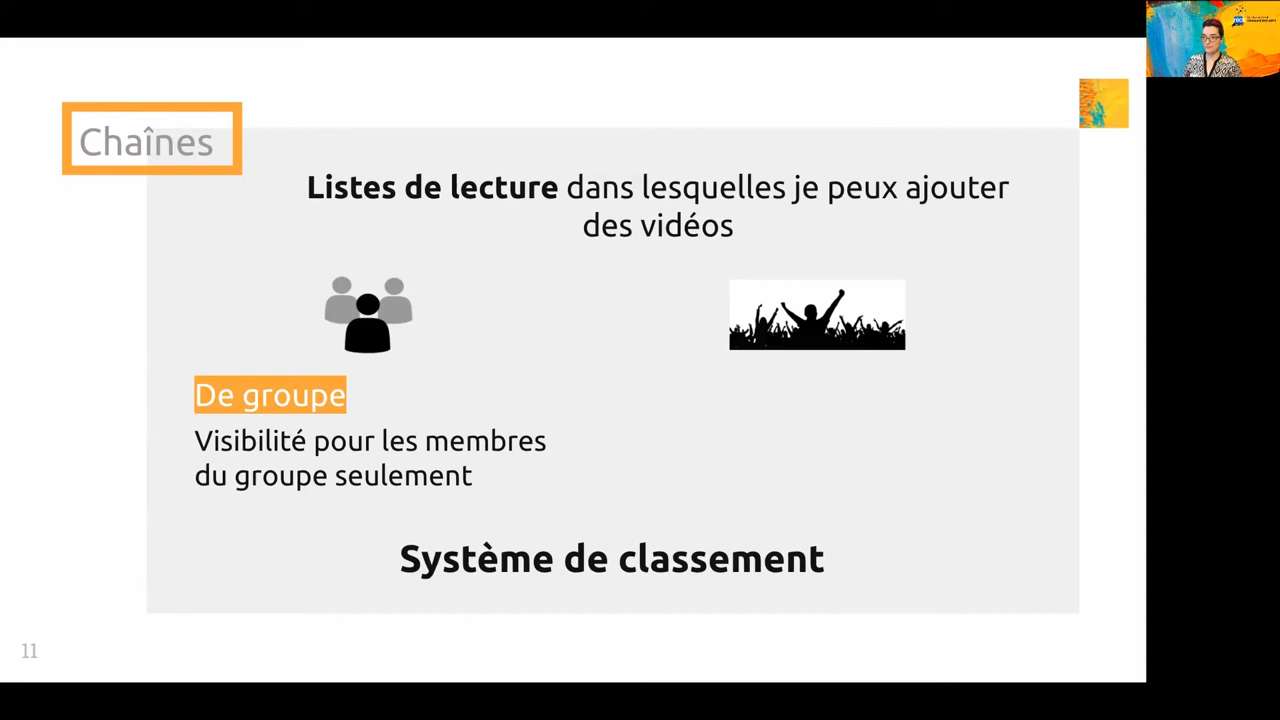 Chaînes
Listes de lecture dans lesquelles je peux ajouter
des vidéos
De groupe
Visibilité pour les membres
du groupe seulement
Système de classement
11